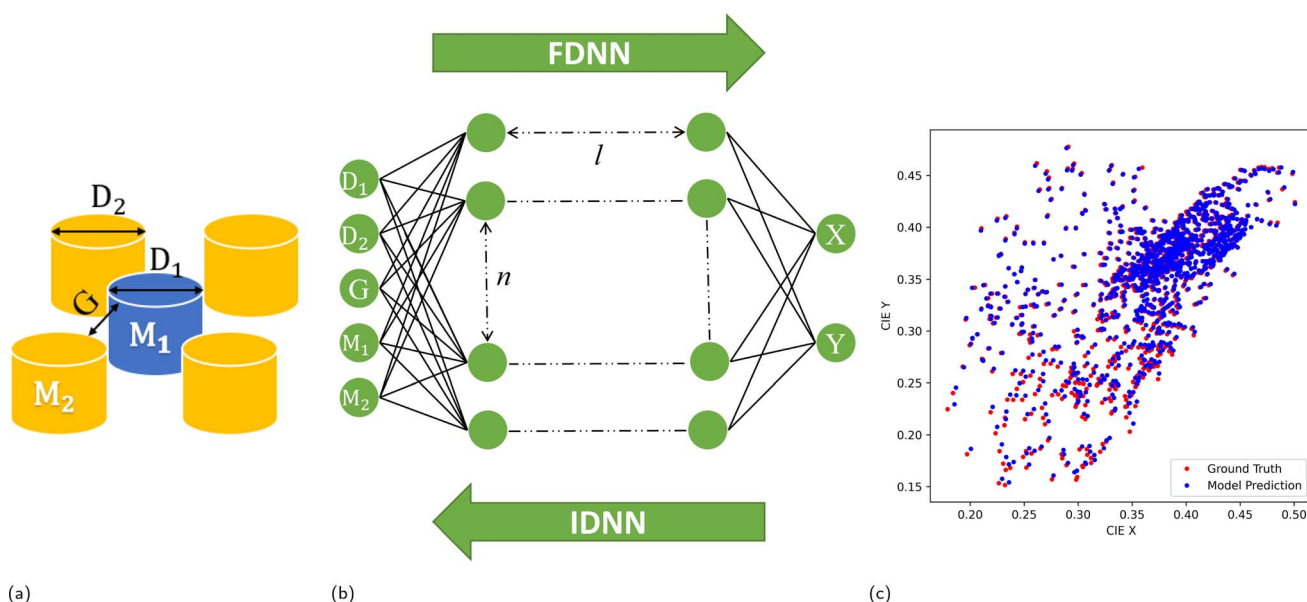 D₂
D₁
G
M₁
M₂
(a)
FDNN
l
D₁
D₂
G
n
M₁
M₂
X
Y
IDNN
(b)
CIE Y
0.45
0.40
0.35
0.30
0.25
0.20
0.15
Ground Truth
Model Prediction
0.20 0.25 0.30 0.35 0.40 0.45 0.50
CIE X
(c)